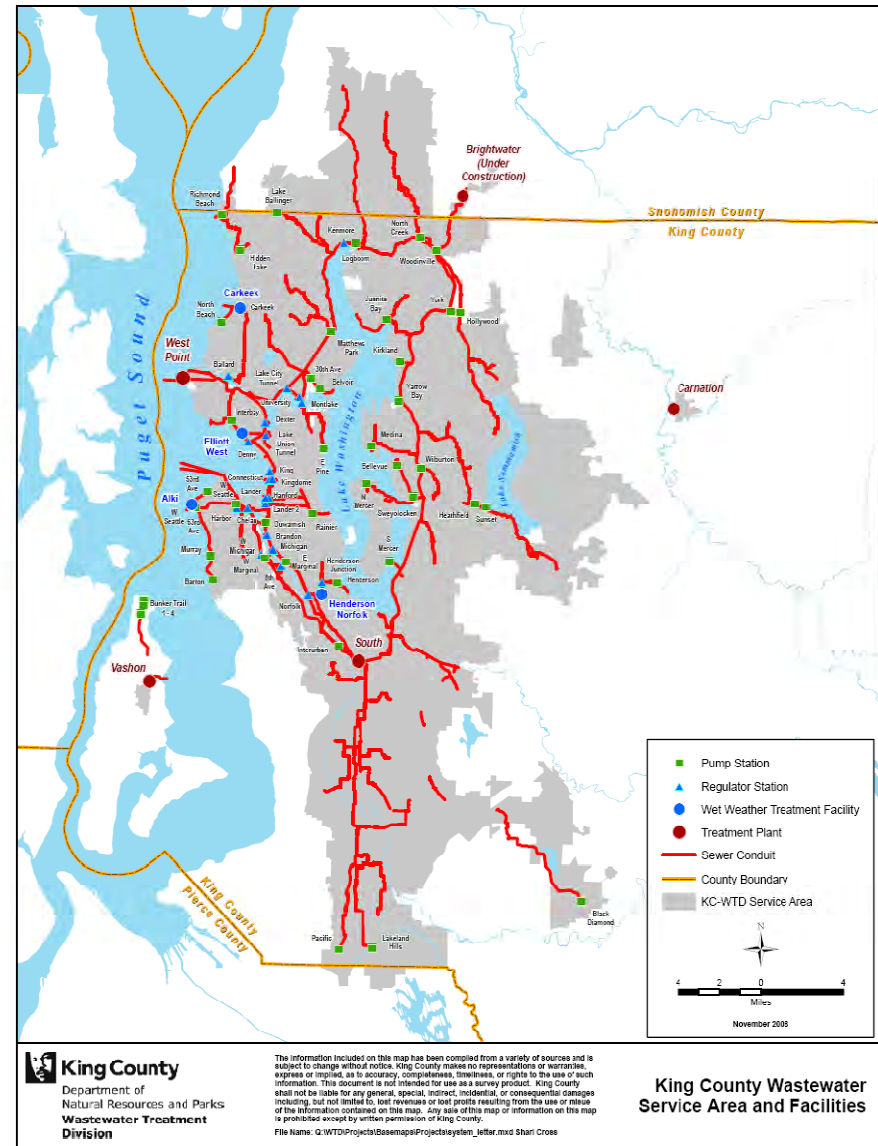 Brightwater
(Under
Construction)
Richmond
Beach
Lake
Ballinger
Snohomish County
King County
Kenmore
North
Creek
Logboom
Woodinville
Hidden
Lake
Carkeek
North
Beach
Carkeek
Juanita
Bay
York
Hollywood
West
Point
Puget Sound
Matthews
Park
Kirkland
Ballard
Lake City
Tunnel
30th Ave
Belvoir
Carnation
University
Montlake
Yarrow
Bay
Interbay
Dexter
Elliott
West
Lake
Union
Tunnel
Denny
Lake Washington
Medina
E
Pine
Lake Sammamish
Bellevue
Wilburton
King
Connecticut
Kingdome
53rd
Ave
W
Seattle
Lander
Hanford
N
Mercer
Alki
Lander 2
Sweyolocken
Heathfield
Sunset
W
Seattle
63rd
Ave
Harbor
Chelan
Duwamish
Rainier
Brandon
Murray
W
Michigan
Michigan
S
Mercer
W
Marginal
E
Marginal
Henderson
Junction
Barton
8th
Ave
Henderson
Bunker Trail
1 - 4
Norfolk
Henderson
Norfolk
Interurban
South
Vashon
Pump Station
Regulator Station
Wet Weather Treatment Facility
Treatment Plant
Sewer Conduit
County Boundary
KC-WTD Service Area
King County
Pierce County
Black
Diamond
Pacific
Lakeland
Hills
N
4 2 0 4
Miles
November 2008
King County
Department of
Natural Resources and Parks
Wastewater Treatment
Division
The information included on this map has been compiled from a variety of sources and is
subject to change without notice. King County makes no representations or warranties,
express or implied, as to accuracy, completeness, timeliness, or rights to the use of such
information. This document is not intended for use as a survey product. King County
shall not be liable for any general, special, indirect, incidental, or consequential damages
including, but not limited to, lost revenues or lost profits resulting from the use or misuse
of the information contained on this map. Any sale of this map or information on this map
is prohibited except by written permission of King County.
File Name: Q:\WTD\Projects\Basemaps\Projects\system_letter.mxd Shari Cross
King County Wastewater
Service Area and Facilities